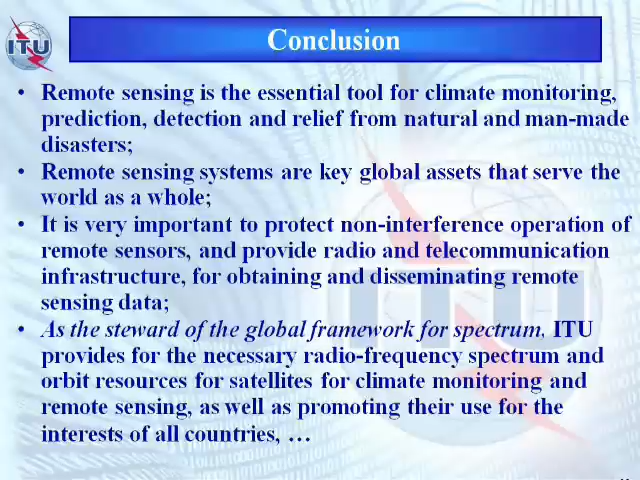 ITU
Conclusion
• Remote sensing is the essential tool for climate monitoring,
prediction, detection and relief from natural and man-made
disasters;
• Remote sensing systems are key global assets that serve the
world as a whole;
• It is very important to protect non-interference operation of
remote sensors, and provide radio and telecommunication
infrastructure, for obtaining and disseminating remote
sensing data;
• As the steward of the global framework for spectrum, ITU
provides for the necessary radio-frequency spectrum and
orbit resources for satellites for climate monitoring and
remote sensing, as well as promoting their use for the
interests of all countries, …
ITU